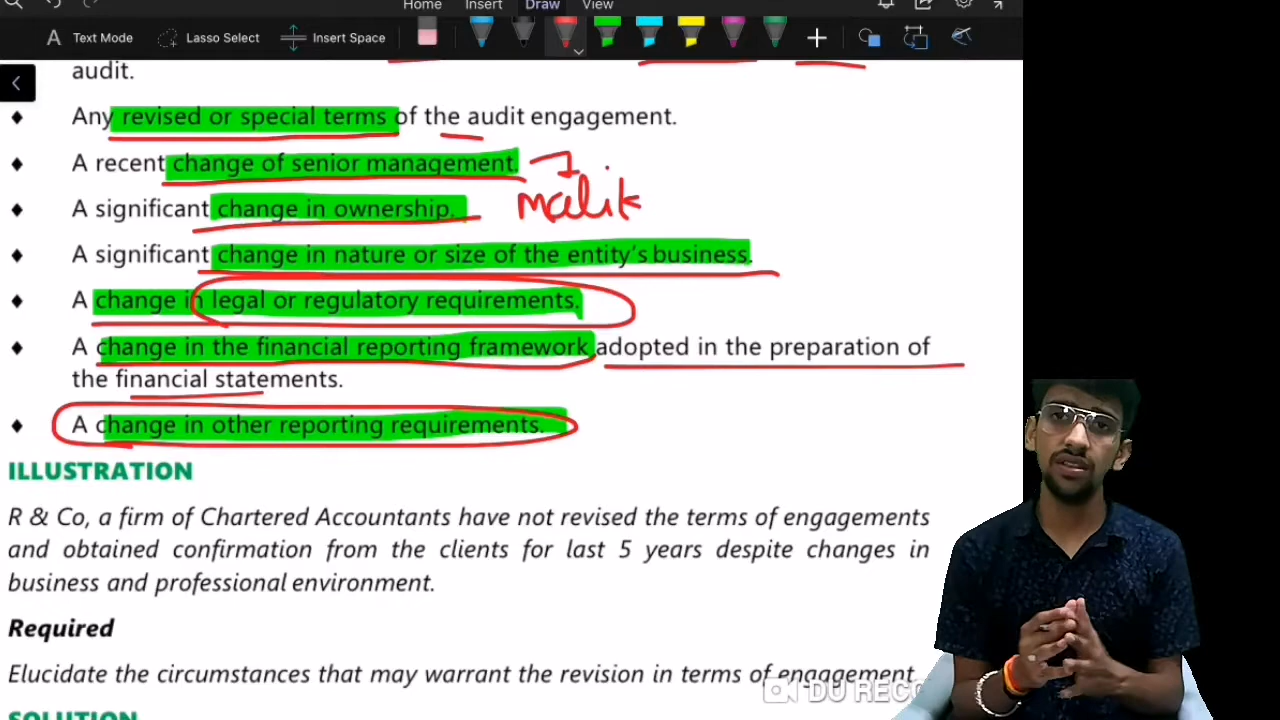 Home Insert Draw View
Text Mode Lasso Select Insert Space
audit.
♦ Any revised or special terms of the audit engagement.
♦ A recent change of senior management.
♦ A significant change in ownership. malik
♦ A significant change in nature or size of the entity's business.
♦ A change in legal or regulatory requirements.
♦ A change in the financial reporting framework adopted in the preparation of
the financial statements.
♦ A change in other reporting requirements.
ILLUSTRATION
R & Co, a firm of Chartered Accountants have not revised the terms of engagements
and obtained confirmation from the clients for last 5 years despite changes in
business and professional environment.
Required
Elucidate the circumstances that may warrant the revision in terms of engagement.
DU RECO
SOLUTION